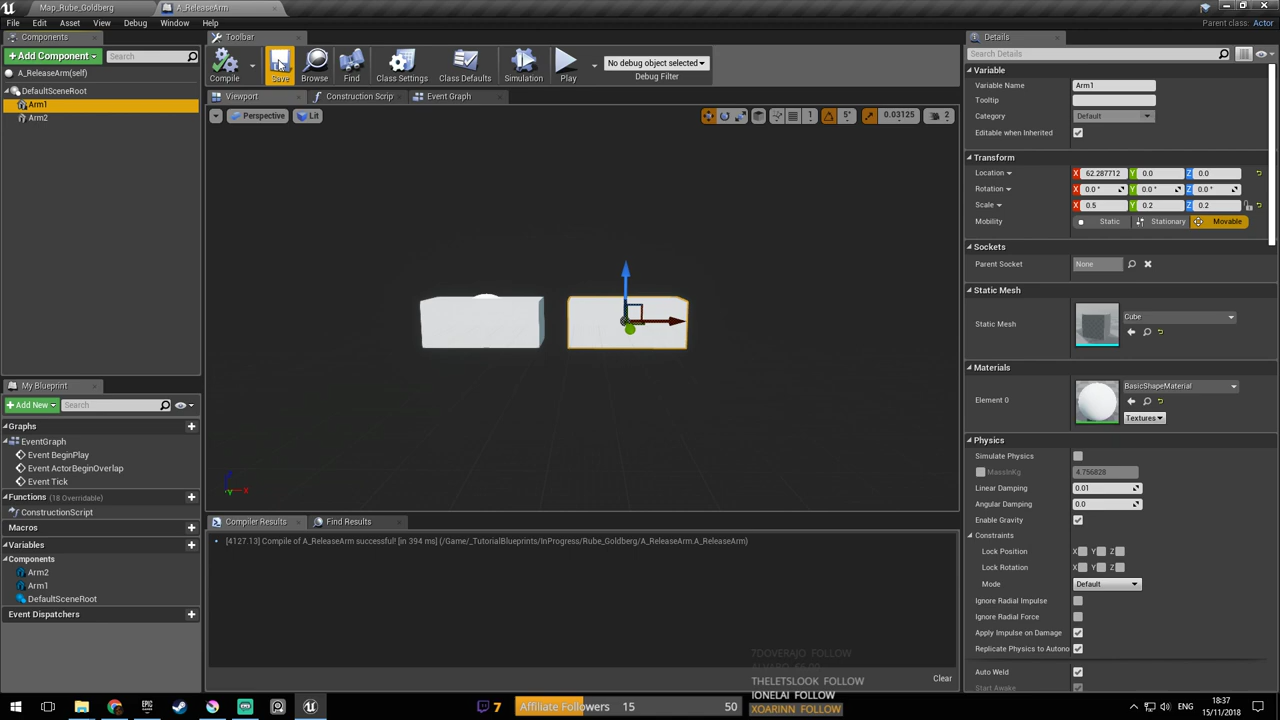 Map_Rube_Goldberg
A_ReleaseArm
File Edit Asset View Debug Window Help
Parent class: Actor
Components
Toolbar
Details
Add Component
Search
A_ReleaseArm(self)
DefaultSceneRoot
Arm1
Arm2
Compile
Save
Browse
Find
Class Settings
Class Defaults
Simulation
Play
No debug object selected
Debug Filter
Viewport
Construction Scrip
Event Graph
Perspective
Lit
1
5°
0.03125
2
Search Details
Variable
Variable Name Arm1
Tooltip
Category Default
Editable when Inherited
Transform
Location X 62.287712 Y 0.0 Z 0.0
Rotation X 0.0 ° Y 0.0 ° Z 0.0 °
Scale X 0.5 Y 0.2 Z 0.2
Mobility Static Stationary Movable
Sockets
Parent Socket None
Static Mesh
Static Mesh Cube
Materials
Element 0 BasicShapeMaterial
Textures
Physics
Simulate Physics
MassInKg 4.756828
Linear Damping 0.01
Angular Damping 0.0
Enable Gravity
Constraints
Lock Position X Y Z
Lock Rotation X Y Z
Mode Default
Ignore Radial Impulse
Ignore Radial Force
Apply Impulse on Damage
Replicate Physics to Autono
Auto Weld
Start Awake
My Blueprint
Add New
Search
Graphs
EventGraph
Event BeginPlay
Event ActorBeginOverlap
Event Tick
Functions (18 Overridable)
ConstructionScript
Macros
Variables
Arm2
Arm1
DefaultSceneRoot
Event Dispatchers
X
Y
Compiler Results
Find Results
[4127.13] Compile of A_ReleaseArm successful! [in 394 ms] (/Game/_TutorialBlueprints/InProgress/Rube_Goldberg/A_ReleaseArm.A_ReleaseArm)
Clear
7DOVERAJO FOLLOW
THELETSLOOK FOLLOW
IONELAI FOLLOW
XOARINN FOLLOW
7
Affiliate Followers 15 50
18:37
15/11/2018